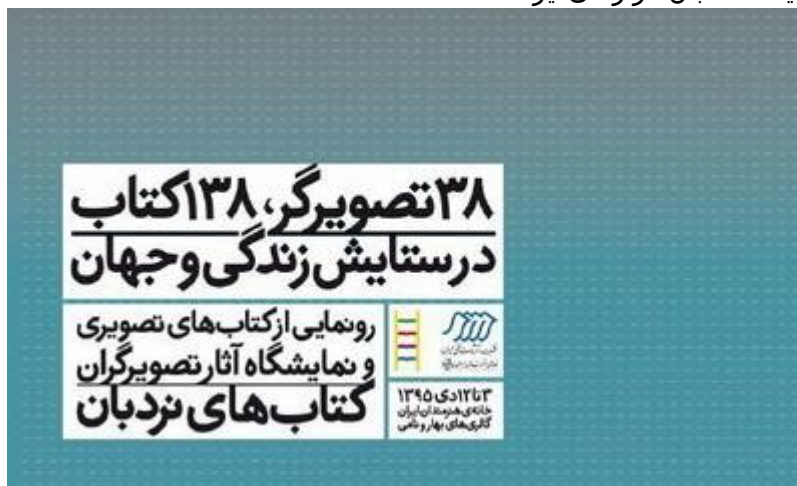 ۳۸ تصویرگر، ۱۳۸ کتاب
در ستایش زندگی و جهان
رونمایی از کتاب‌های تصویری
و نمایشگاه آثار تصویرگران
کتاب‌های نردبان
۳ تا ۱۲ دی ۱۳۹۵
خانه‌ی هنرمندان ایران
گالری‌های بهار و نامی